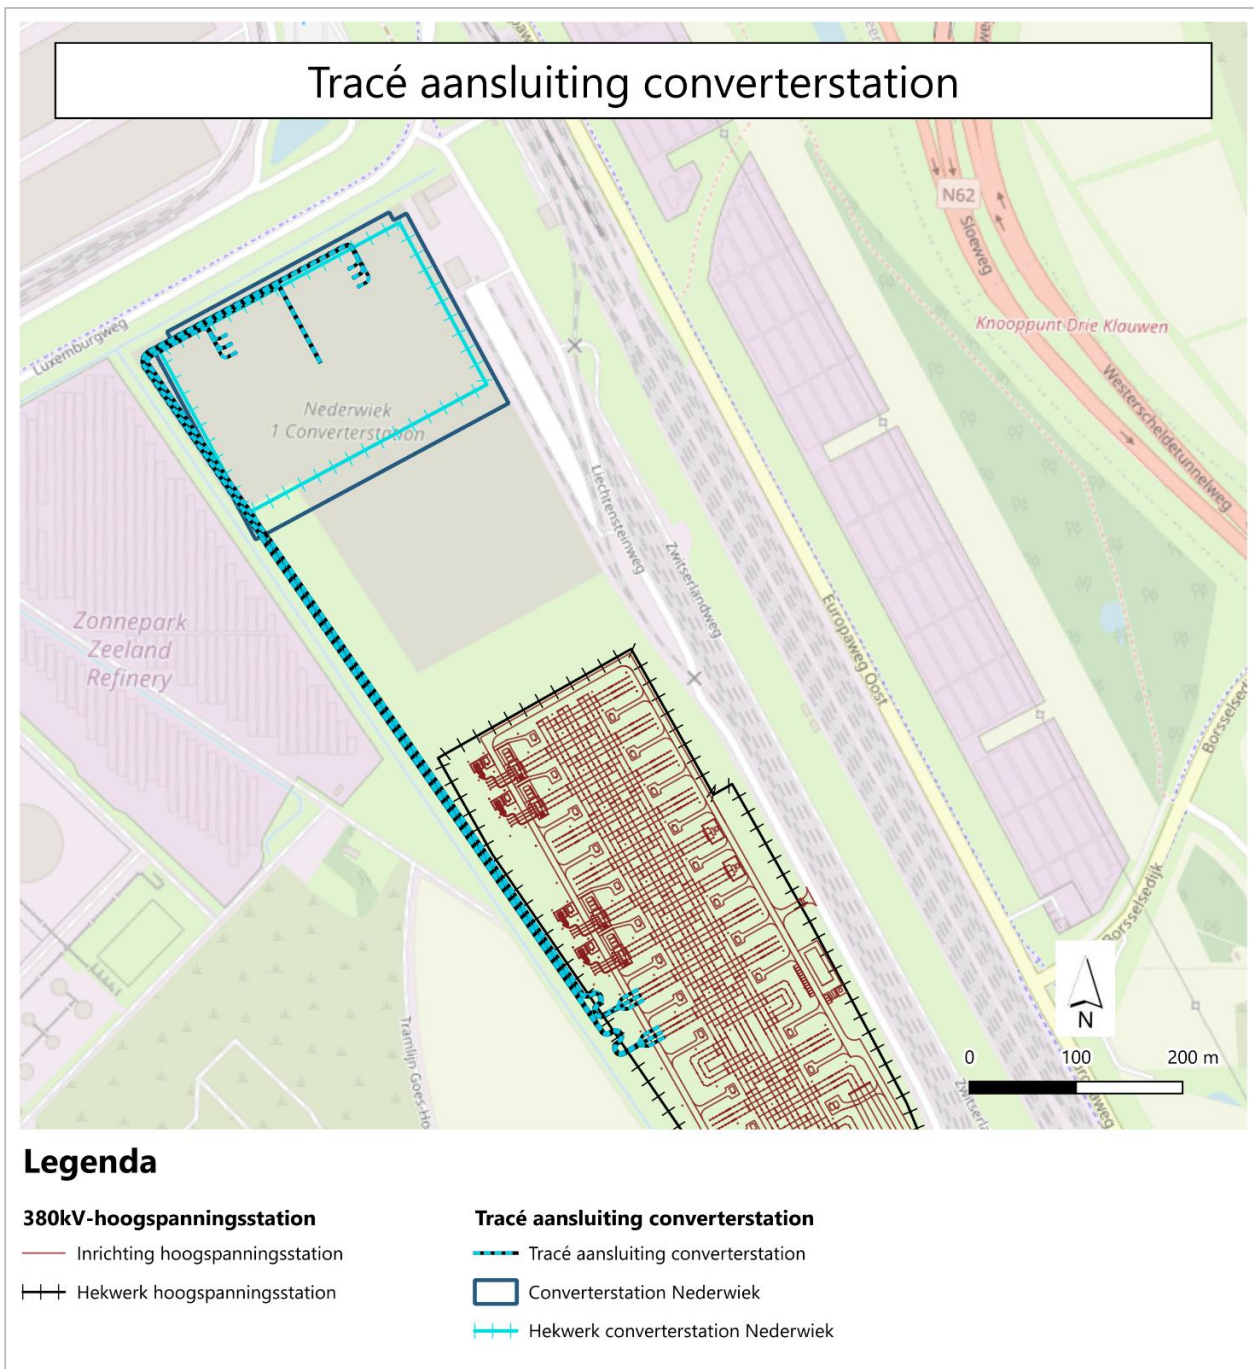 Tracé aansluiting converterstation
N62
Sloeweg
Knooppunt Drie Klauwen
Luxemburgweg
Westerscheldetunnelweg
Nederwiek
1 Converterstation
Liechtensteinweg
Zwitserlandweg
Europaweg Oost
Zonnepark
Zeeland
Refinery
Borsselsed
Borsselsedijk
Tramlijn Goes-Ho
N
0 100 200 m
Zwitserla
Legenda
380kV-hoogspanningsstation
Inrichting hoogspanningsstation
Hekwerk hoogspanningsstation
Tracé aansluiting converterstation
Tracé aansluiting converterstation
Converterstation Nederwiek
Hekwerk converterstation Nederwiek